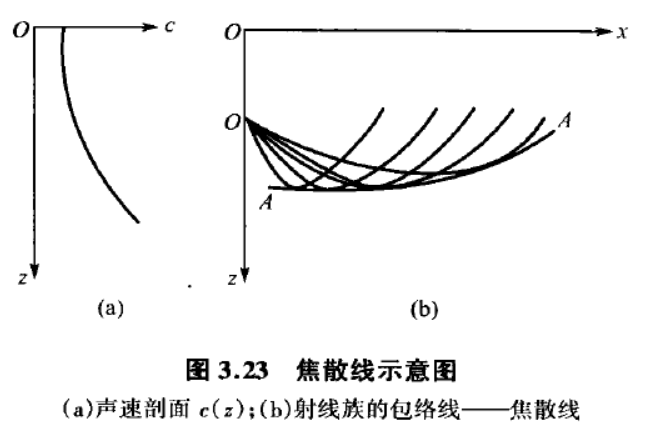 O c
z
(a)
O x
O
A
A
z
(b)
图 3.23 焦散线示意图
(a)声速剖面 c(z);(b)射线族的包络线——焦散线